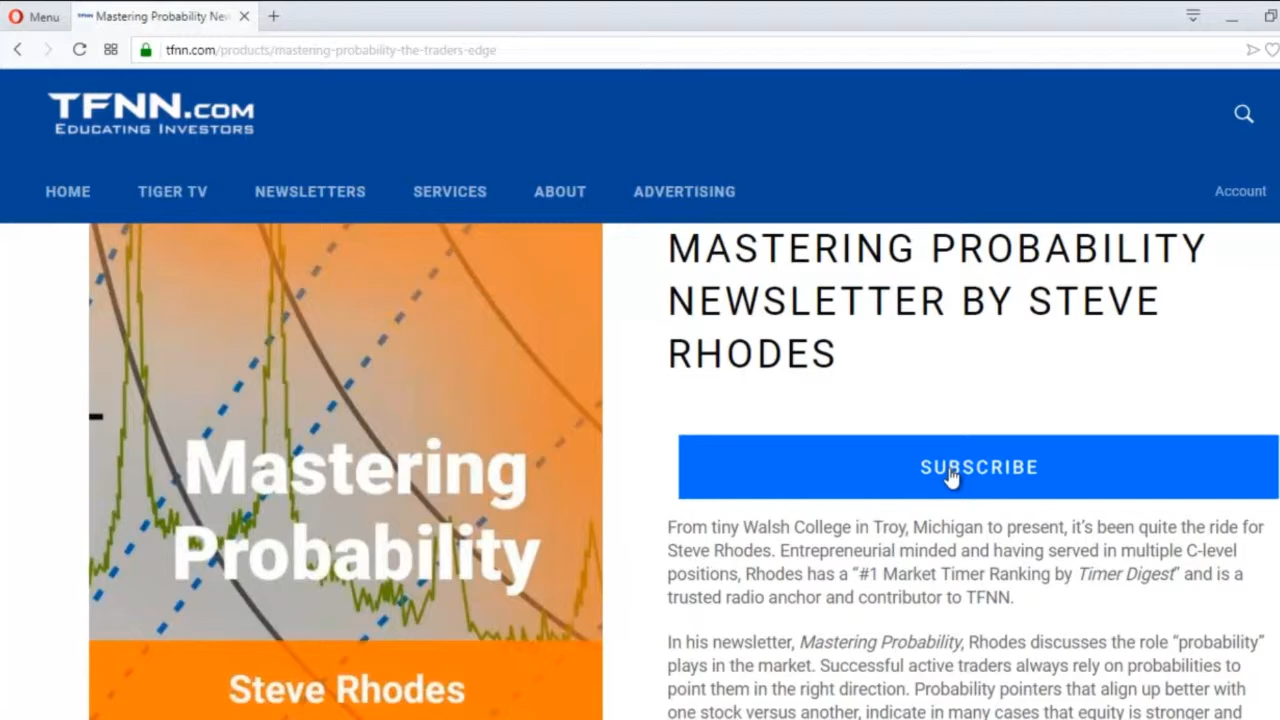 Menu
Mastering Probability New
tfnn.com/products/mastering-probability-the-traders-edge
TFNN.COM
EDUCATING INVESTORS
HOME
TIGER TV
NEWSLETTERS
SERVICES
ABOUT
ADVERTISING
Account
Mastering
Probability
Steve Rhodes
MASTERING PROBABILITY
NEWSLETTER BY STEVE
RHODES
SUBSCRIBE
From tiny Walsh College in Troy, Michigan to present, it’s been quite the ride for
Steve Rhodes. Entrepreneurial minded and having served in multiple C-level
positions, Rhodes has a “#1 Market Timer Ranking by Timer Digest” and is a
trusted radio anchor and contributor to TFNN.
In his newsletter, Mastering Probability, Rhodes discusses the role “probability”
plays in the market. Successful active traders always rely on probabilities to
point them in the right direction. Probability pointers that align up better with
one stock versus another, indicate in many cases that equity is stronger and